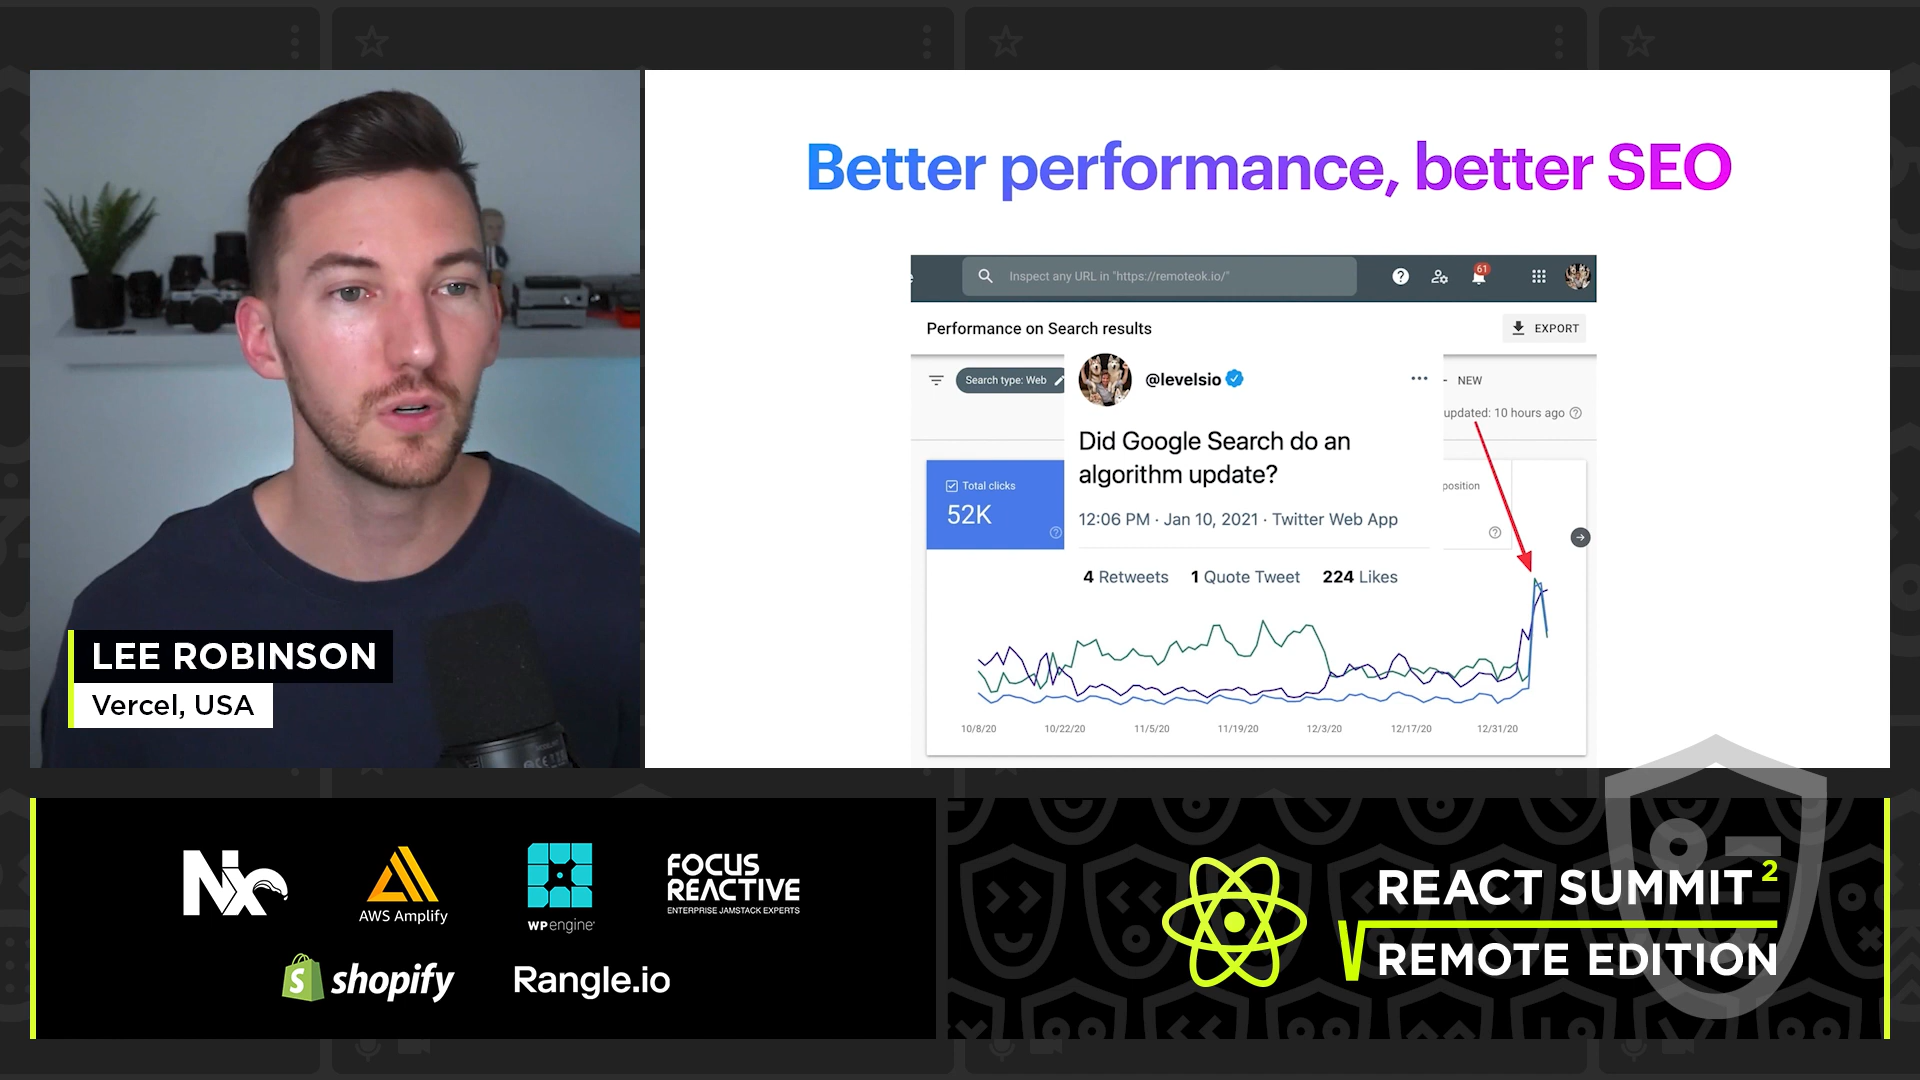 Better performance, better SEO
Inspect any URL in "https://remoteok.io/"
61
Performance on Search results
EXPORT
Search type: Web
@levelsio
NEW
updated: 10 hours ago
Did Google Search do an
algorithm update?
Total clicks
52K
position
12:06 PM · Jan 10, 2021 · Twitter Web App
4 Retweets 1 Quote Tweet 224 Likes
10/8/20 10/22/20 11/5/20 11/19/20 12/3/20 12/17/20 12/31/20
LEE ROBINSON
Vercel, USA
Nx
AWS Amplify
WPengine
FOCUS
REACTIVE
ENTERPRISE JAMSTACK EXPERTS
shopify
Rangle.io
REACT SUMMIT 2
REMOTE EDITION